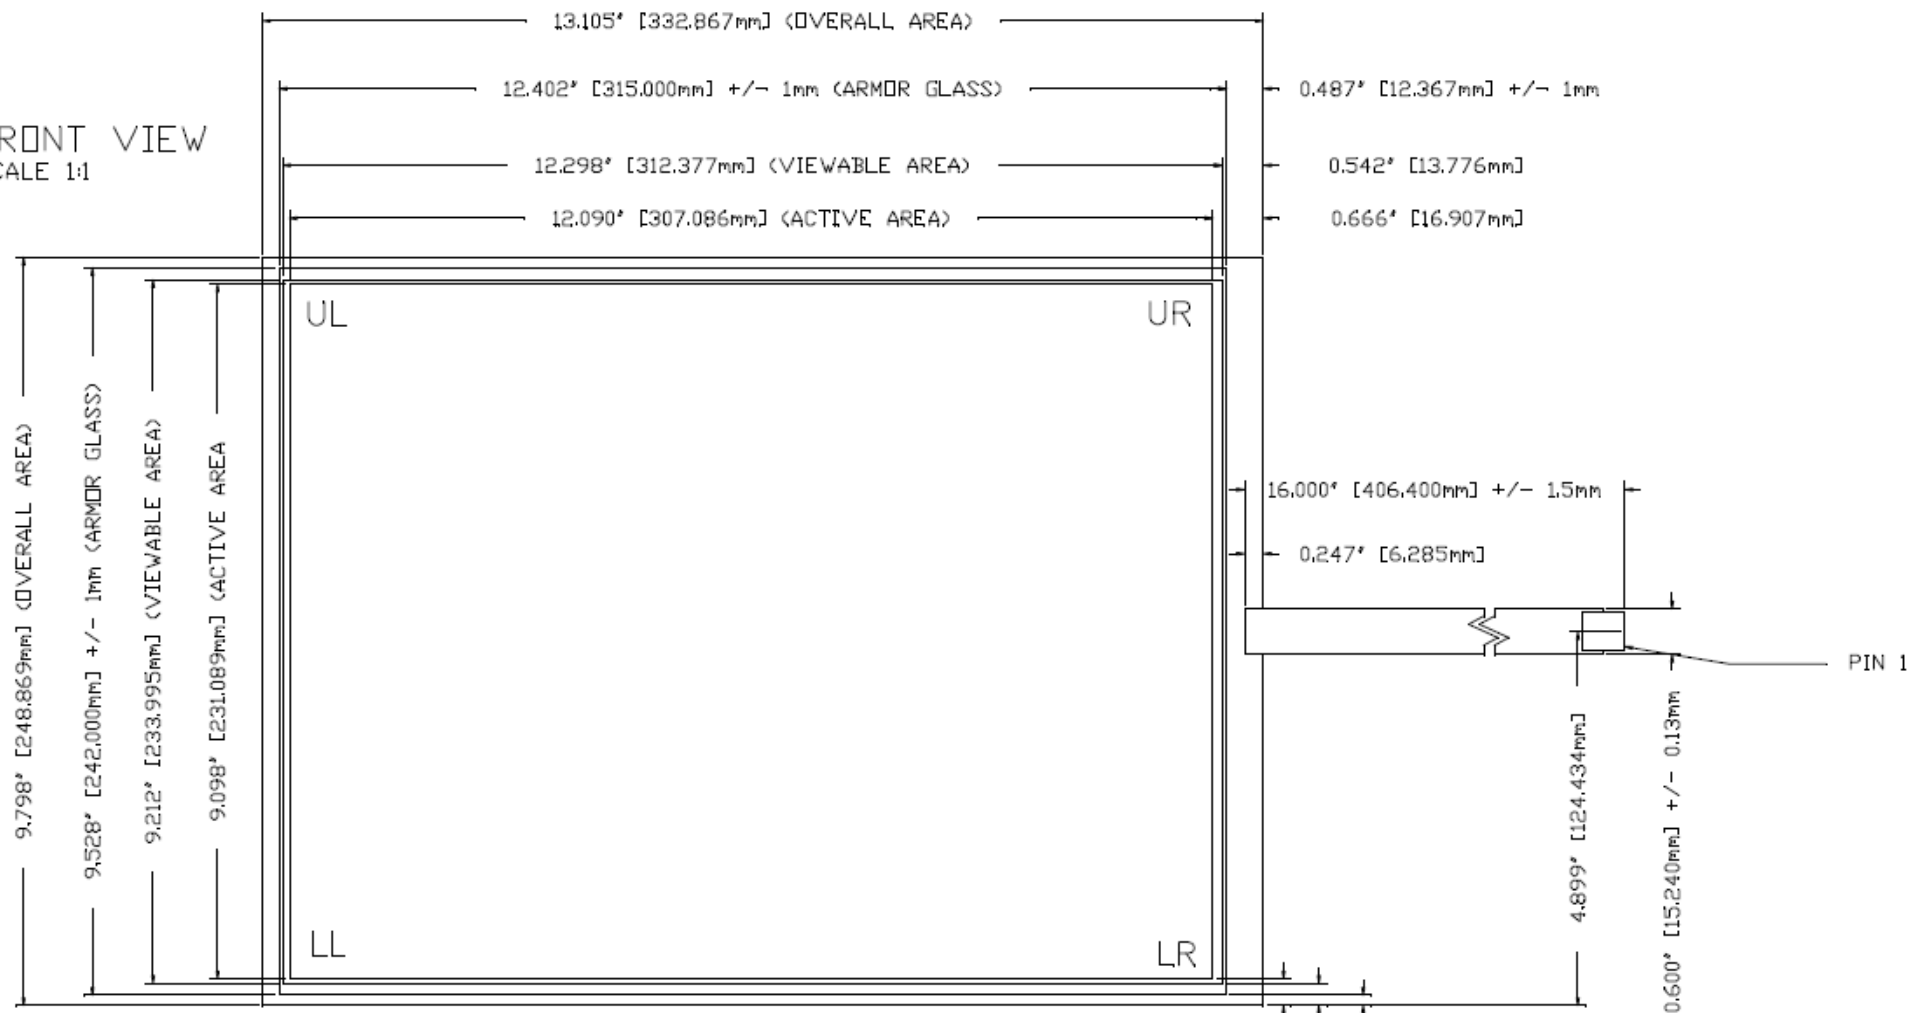 13.105" [332.867mm] (OVERALL AREA)
12.402" [315.000mm] +/- 1mm (ARMOR GLASS)
0.487" [12.367mm] +/- 1mm
RONT VIEW
CALE 1:1
12.298" [312.377mm] (VIEWABLE AREA)
0.542" [13.776mm]
12.090" [307.086mm] (ACTIVE AREA)
0.666" [16.907mm]
UL
UR
9.798" [248.869mm] (OVERALL AREA)
9.528" [242.000mm] +/- 1mm (ARMOR GLASS)
9.212" [233.995mm] (VIEWABLE AREA)
9.098" [231.089mm] (ACTIVE AREA
16.000" [406.400mm] +/- 1.5mm
0.247" [6.285mm]
PIN 1
4.899" [124.434mm]
0.600" [15.240mm] +/- 0.13mm
LL
LR